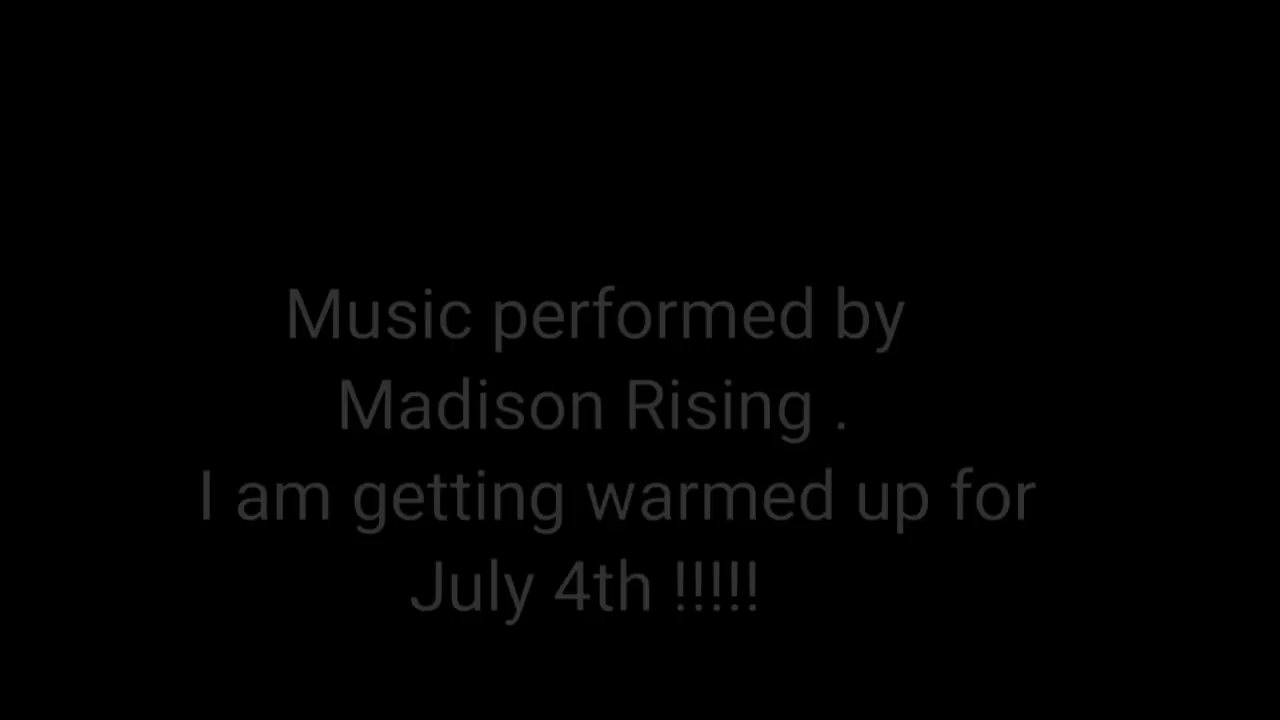 Music performed by
Madison Rising .
I am getting warmed up for
July 4th !!!!!